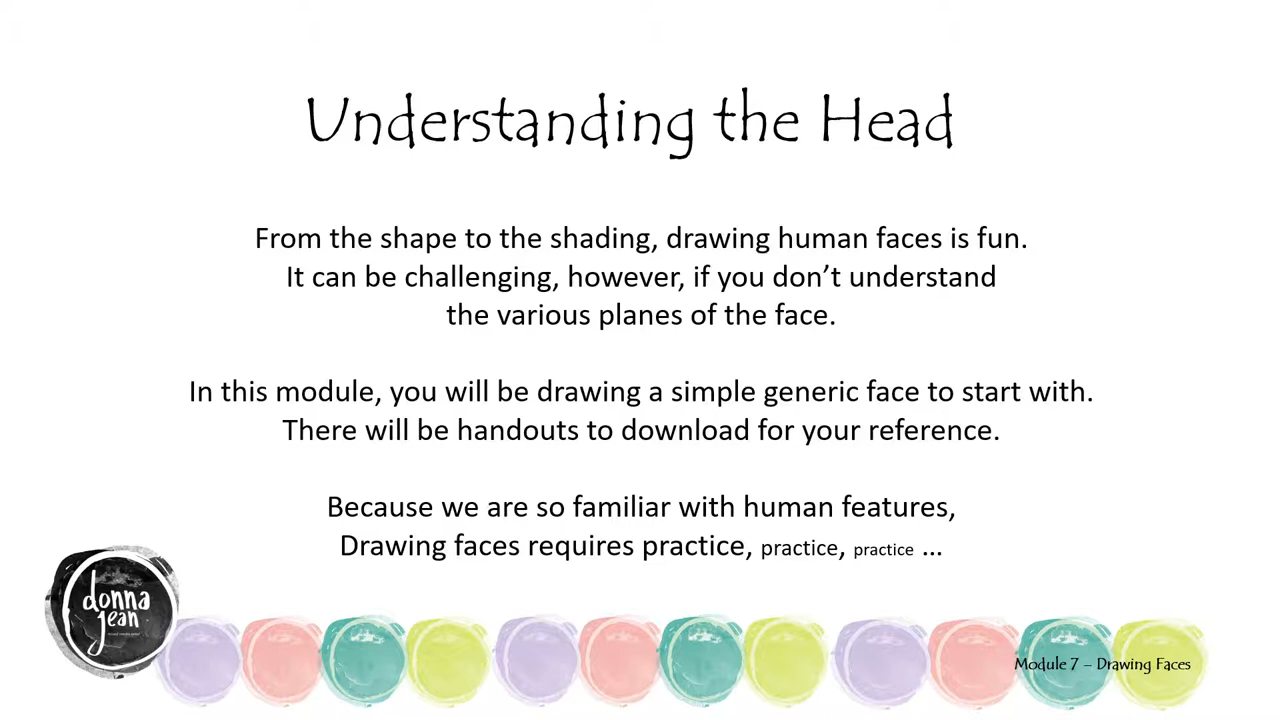 Understanding the Head
From the shape to the shading, drawing human faces is fun.
It can be challenging, however, if you don’t understand
the various planes of the face.
In this module, you will be drawing a simple generic face to start with.
There will be handouts to download for your reference.
Because we are so familiar with human features,
Drawing faces requires practice, practice, practice ...
donna
jean
Module 7 – Drawing Faces